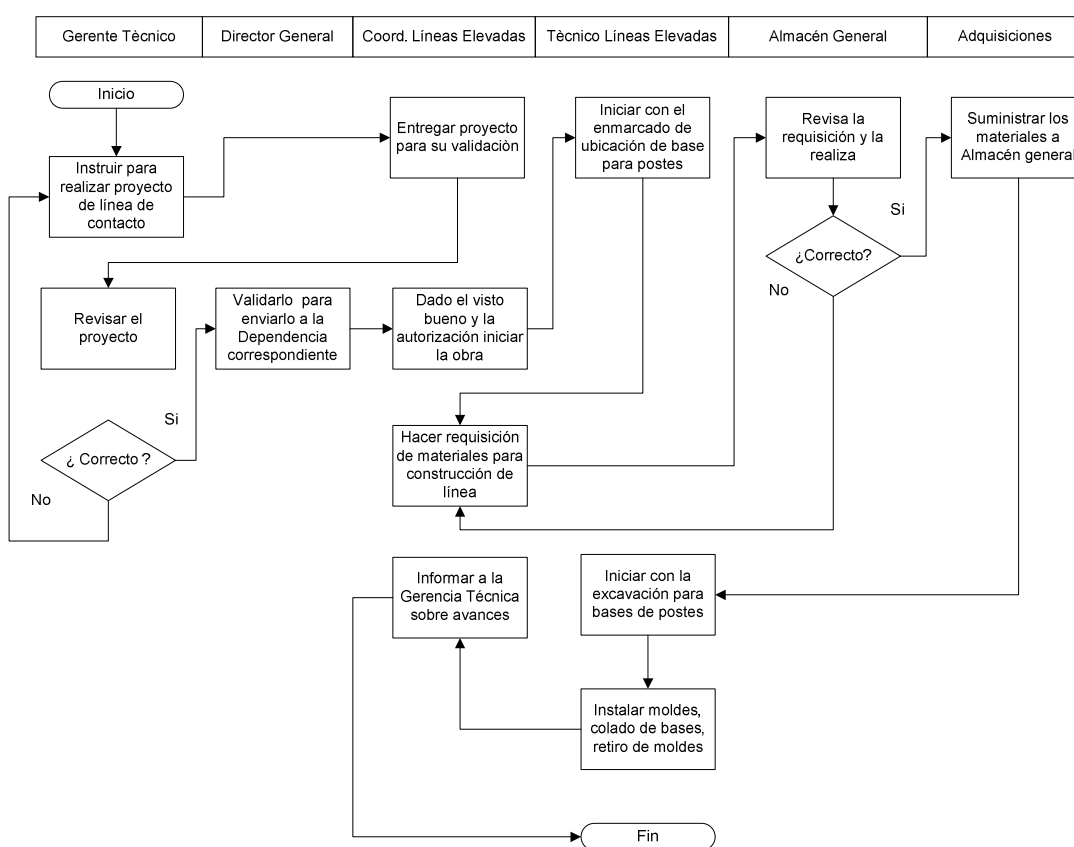 Gerente Tècnico
Director General
Coord. Líneas Elevadas
Tècnico Líneas Elevadas
Almacén General
Adquisiciones
Inicio
Instruir para
realizar proyecto
de línea de
contacto
Entregar proyecto
para su validaciòn
Iniciar con el
enmarcado de
ubicación de base
para postes
Revisa la
requisición y la
realiza
Suministrar los
materiales a
Almacén general
Si
¿Correcto?
No
Revisar el
proyecto
Validarlo para
enviarlo a la
Dependencia
correspondiente
Dado el visto
bueno y la
autorización iniciar
la obra
Si
¿ Correcto ?
No
Hacer requisición
de materiales para
construcción de
línea
Informar a la
Gerencia Técnica
sobre avances
Iniciar con la
excavación para
bases de postes
Instalar moldes,
colado de bases,
retiro de moldes
Fin